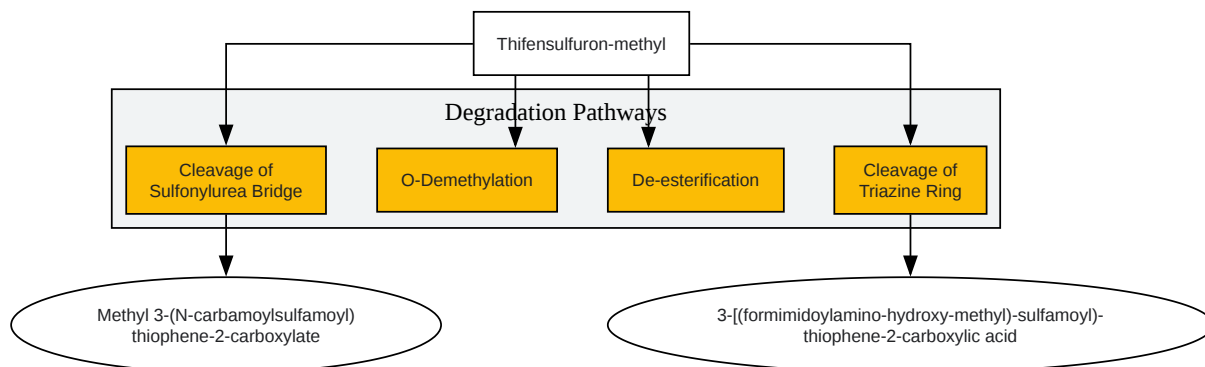 Thifensulfuron-methyl
Degradation Pathways
Cleavage of
Sulfonylurea Bridge
O-Demethylation
De-esterification
Cleavage of
Triazine Ring
Methyl 3-(N-carbamoylsulfamoyl)
thiophene-2-carboxylate
3-[(formimidoylamino-hydroxy-methyl)-sulfamoyl)-
thiophene-2-carboxylic acid